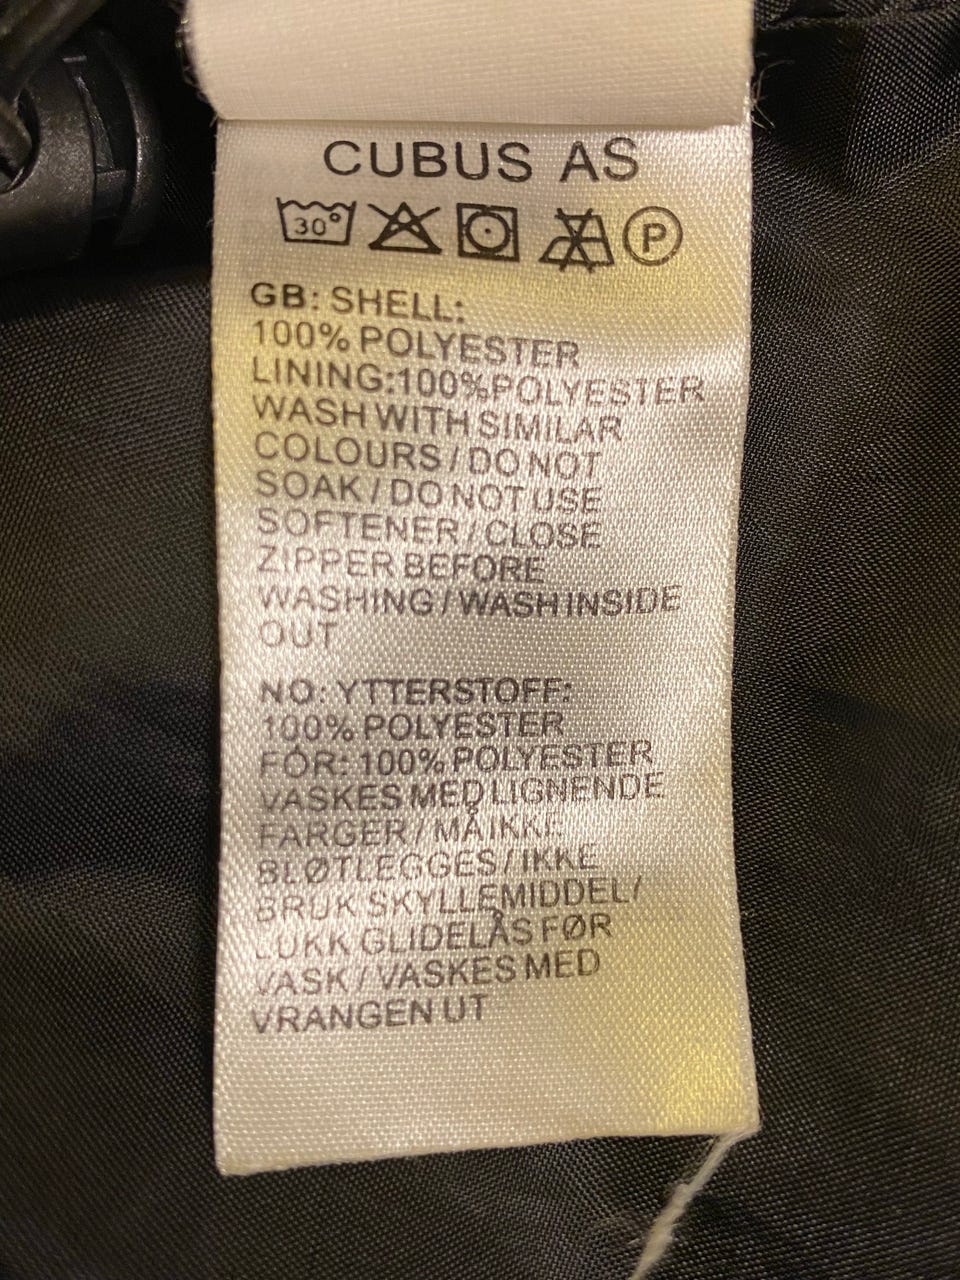 CUBUS AS
30° P
GB: SHELL:
100% POLYESTER
LINING:100%POLYESTER
WASH WITH SIMILAR
COLOURS / DO NOT
SOAK / DO NOT USE
SOFTENER / CLOSE
ZIPPER BEFORE
WASHING / WASH INSIDE
OUT
NO: YTTERSTOFF:
100% POLYESTER
FÓR: 100% POLYESTER
VASKES MED LIGNENDE
FARGER / MÅ IKKE
BLØTLEGGES / IKKE
BRUK SKYLLEMIDDEL /
LUKK GLIDELÅS FØR
VASK / VASKES MED
VRANGEN UT